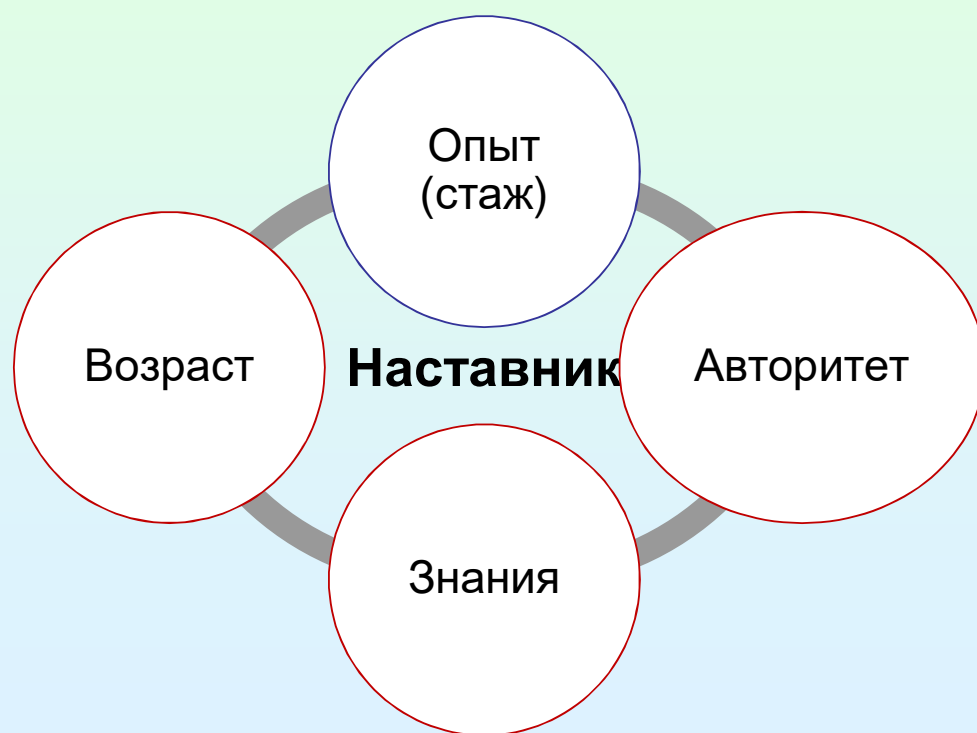 Опыт
(стаж)
Возраст
Наставник
Авторитет
Знания